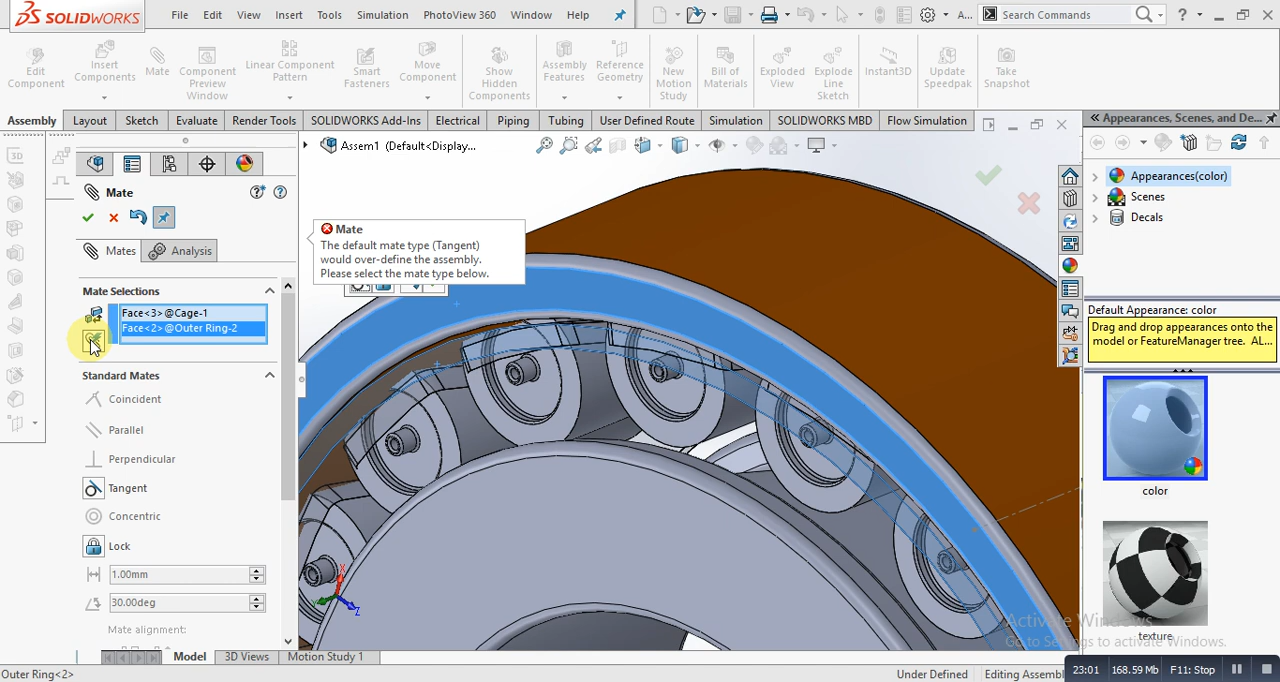 SOLIDWORKS
File Edit View Insert Tools Simulation PhotoView 360 Window Help
A...
Search Commands
Edit Component
Insert Components
Mate
Component Preview Window
Linear Component Pattern
Smart Fasteners
Move Component
Show Hidden Components
Assembly Features
Reference Geometry
New Motion Study
Bill of Materials
Exploded View
Explode Line Sketch
Instant3D
Update Speedpak
Take Snapshot
Assembly Layout Sketch Evaluate Render Tools SOLIDWORKS Add-Ins Electrical Piping Tubing User Defined Route Simulation SOLIDWORKS MBD Flow Simulation
Appearances, Scenes, and De...
Assem1 (Default<Display...
Mate
Mates
Analysis
Mate Selections
Face<3>@Cage-1
Face<2>@Outer Ring-2
Standard Mates
Coincident
Parallel
Perpendicular
Tangent
Concentric
Lock
1.00mm
30.00deg
Mate alignment:
Mate
The default mate type (Tangent)
would over-define the assembly.
Please select the mate type below.
X
Z
Appearances(color)
Scenes
Decals
Default Appearance: color
Drag and drop appearances onto the
model or FeatureManager tree. AL...
color
texture
Activate Windows
Go to Settings to activate Windows.
Model 3D Views Motion Study 1
Outer Ring<2>
Under Defined
Editing Assembl
23:01 168.59 Mb F11: Stop